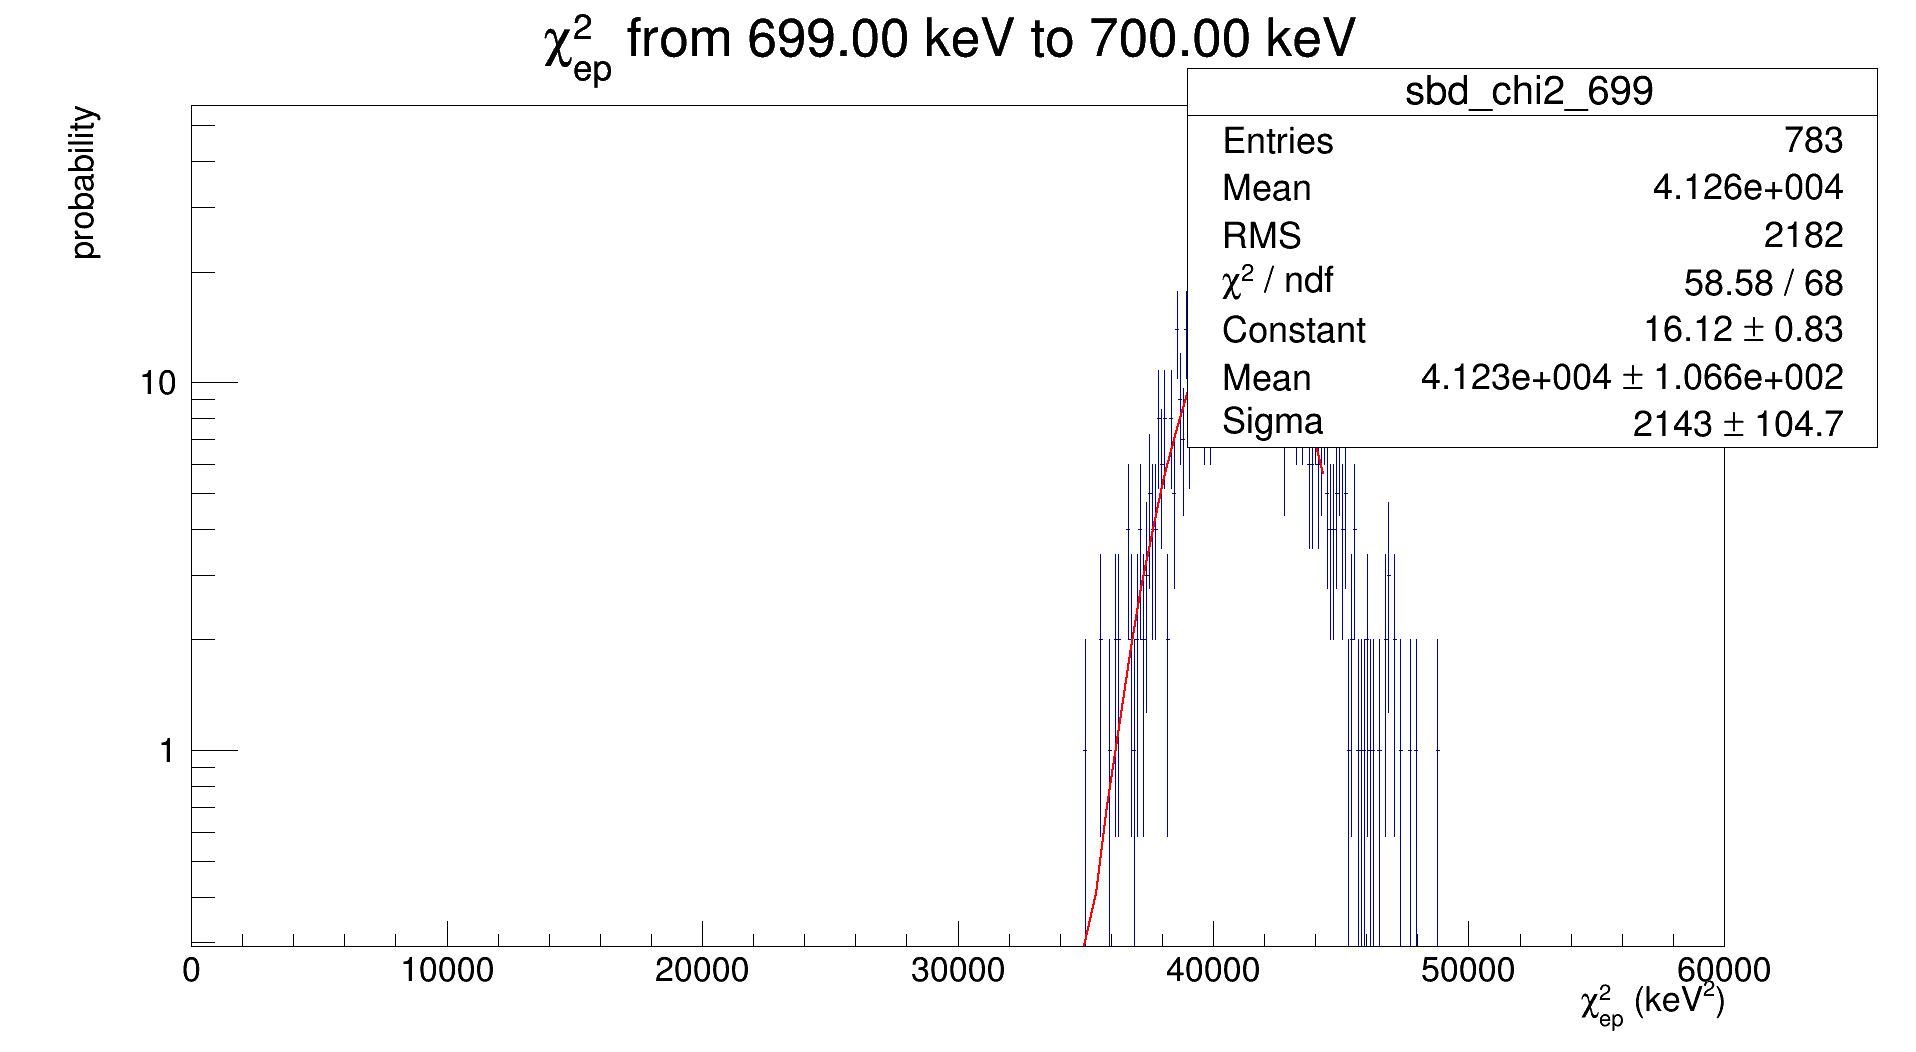 χ²ep from 699.00 keV to 700.00 keV
probability
sbd_chi2_699
Entries 783
Mean 4.126e+004
RMS 2182
χ² / ndf 58.58 / 68
Constant 16.12 ± 0.83
Mean 4.123e+004 ± 1.066e+002
Sigma 2143 ± 104.7
10
1
0 10000 20000 30000 40000 50000 60000
χ²ep (keV²)